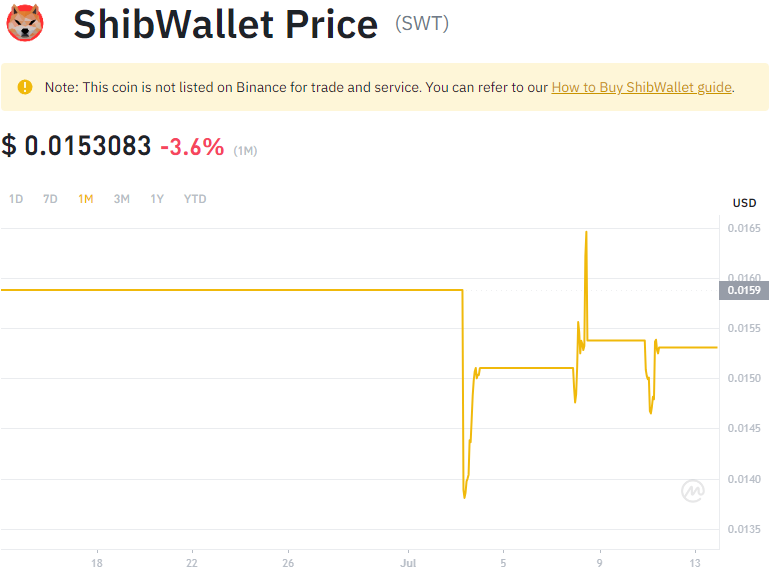 ShibWallet Price (SWT)
Note: This coin is not listed on Binance for trade and service. You can refer to our How to Buy ShibWallet guide.
$ 0.0153083 -3.6% (1M)
1D 7D 1M 3M 1Y YTD
USD
0.0165
0.0160
0.0159
0.0155
0.0150
0.0145
0.0140
0.0135
18 22 26 Jul 5 9 13